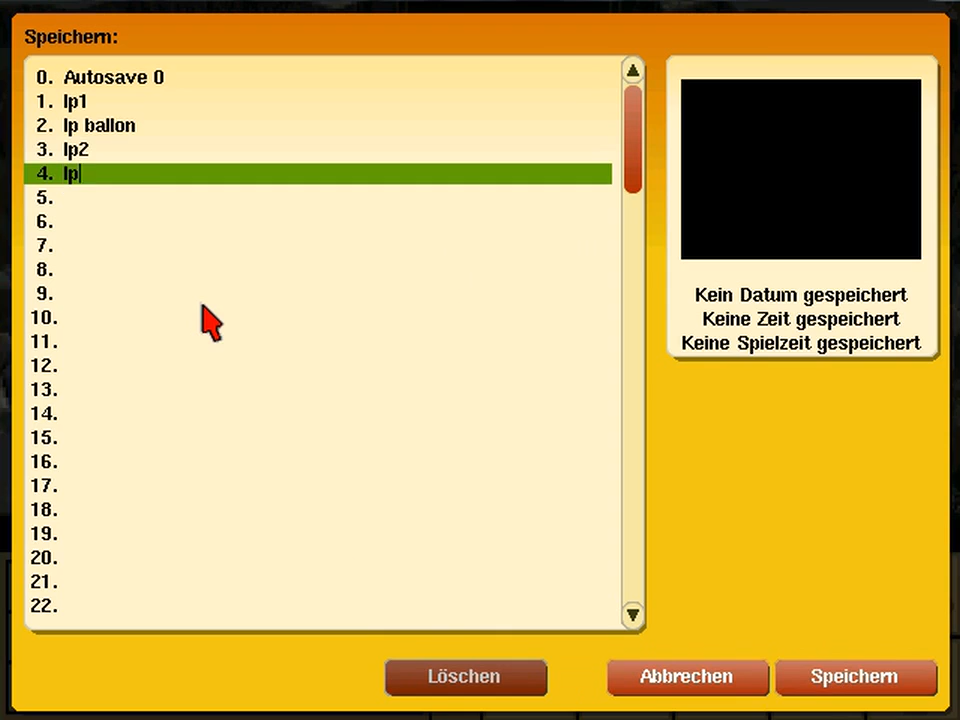 Speichern:
0. Autosave 0
1. lp1
2. lp ballon
3. lp2
4. lp
5.
6.
7.
8.
9.
10.
11.
12.
13.
14.
15.
16.
17.
18.
19.
20.
21.
22.
Kein Datum gespeichert
Keine Zeit gespeichert
Keine Spielzeit gespeichert
Löschen
Abbrechen
Speichern